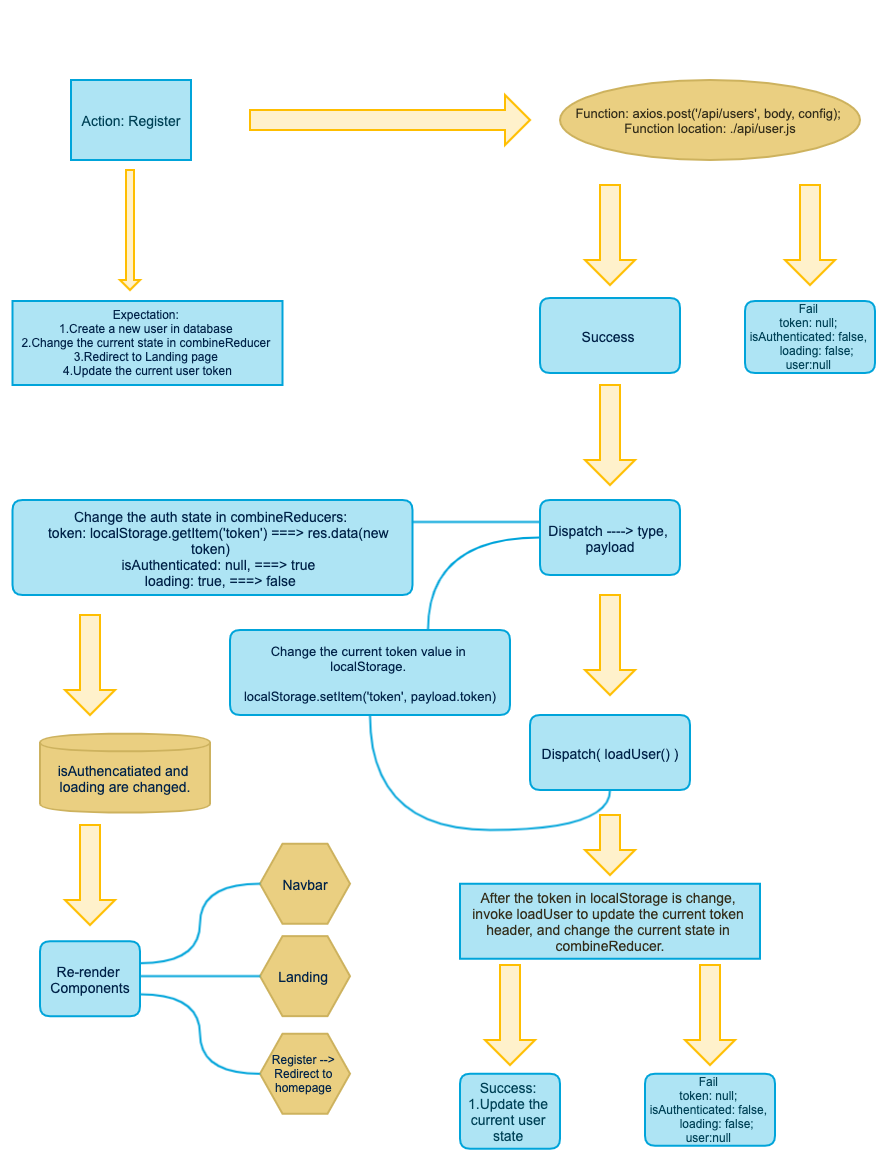 Action: Register
Function: axios.post('/api/users', body, config);
Function location: ./api/user.js
Expectation:
1.Create a new user in database
2.Change the current state in combineReducer
3.Redirect to Landing page
4.Update the current user token
Success
Fail
token: null;
isAuthenticated: false,
loading: false;
user:null
Change the auth state in combineReducers:
token: localStorage.getItem('token') ===> res.data(new
token)
isAuthenticated: null, ===> true
loading: true, ===> false
Dispatch ----> type,
payload
Change the current token value in
localStorage.
localStorage.setItem('token', payload.token)
Dispatch( loadUser() )
isAuthencatiated and
loading are changed.
Re-render
Components
Navbar
Landing
Register -->
Redirect to
homepage
After the token in localStorage is change,
invoke loadUser to update the current token
header, and change the current state in
combineReducer.
Success:
1.Update the
current user
state
Fail
token: null;
isAuthenticated: false,
loading: false;
user:null